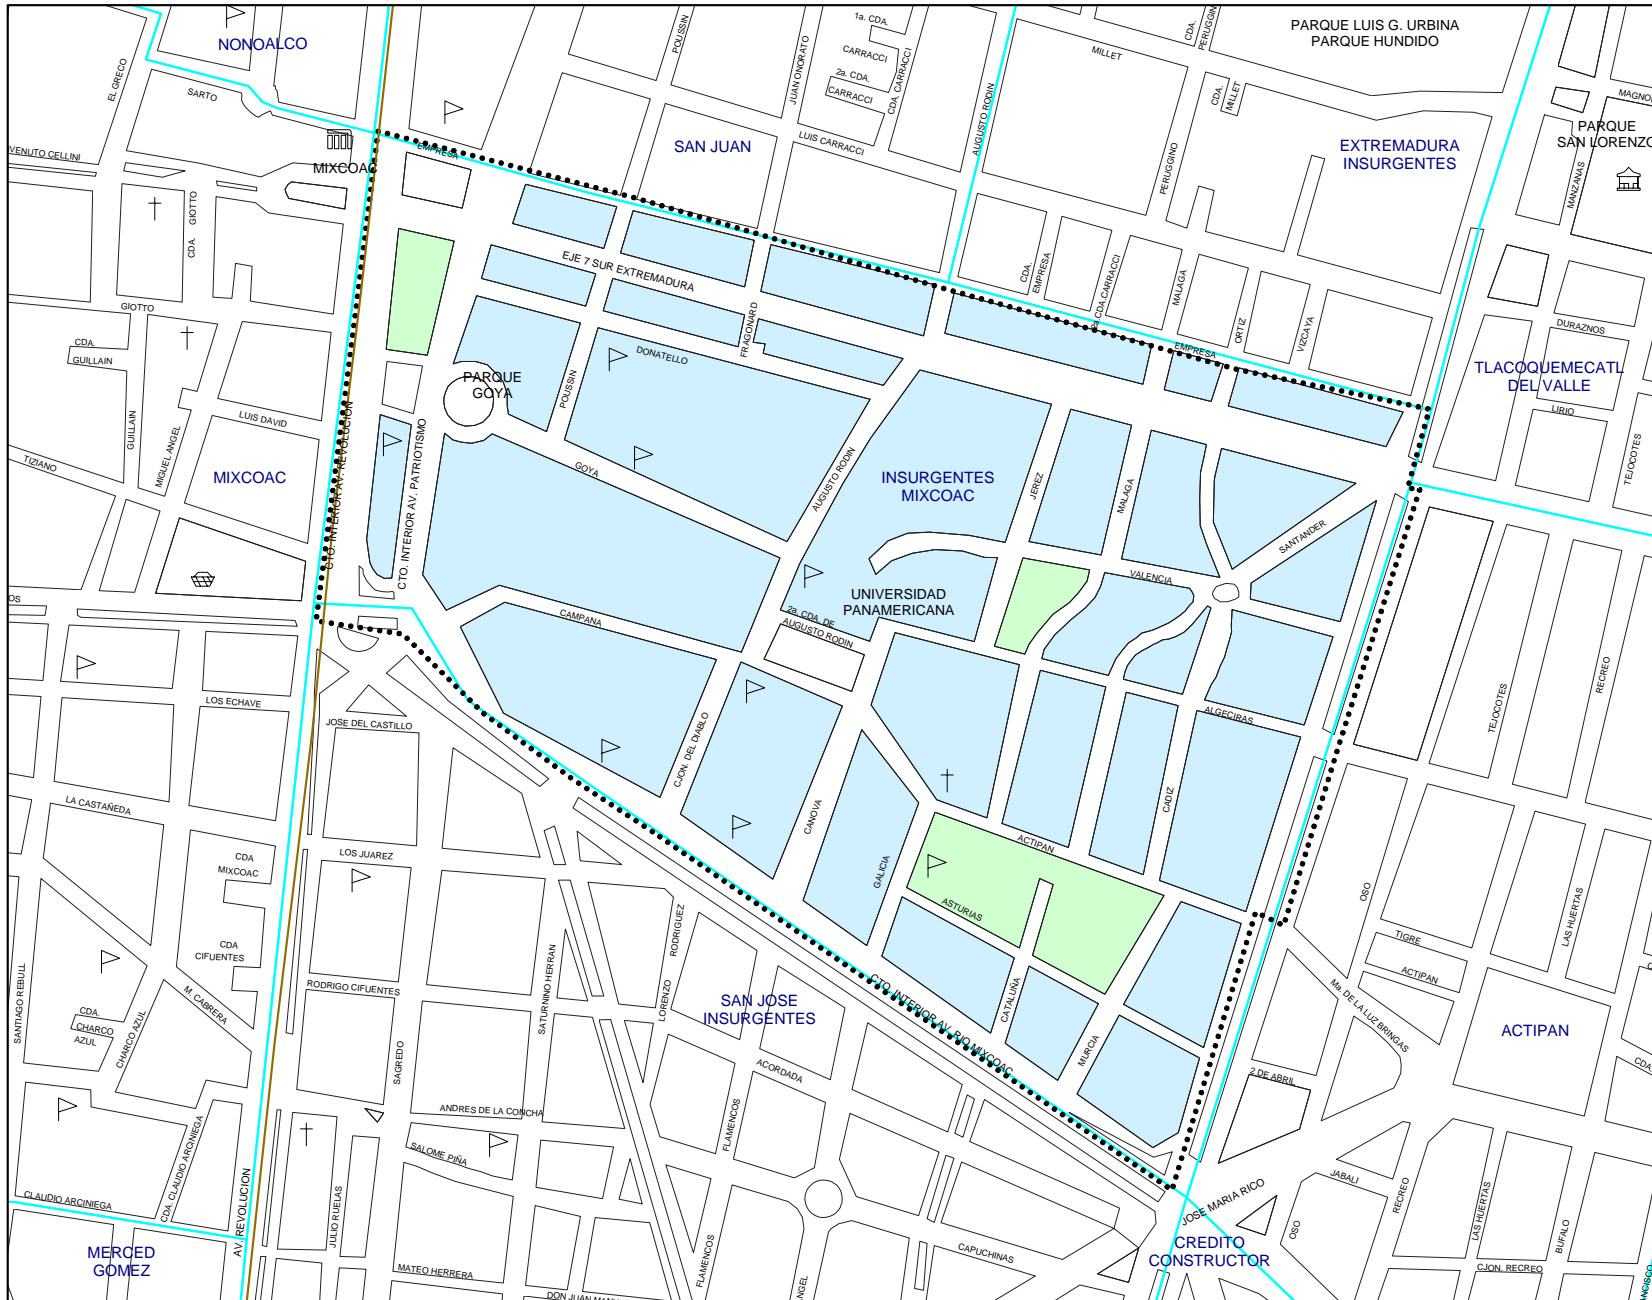 NONOALCO
POUSSIN
1a. CDA.
CARRACCI
2a. CDA.
CARRACCI
CDA. CARRACCI
JUAN ONORATO
LUIS CARRACCI
AUGUSTO RODIN
MILLET
CDA.
PERUGGIN
CDA.
MILLET
PERUGGINO
PARQUE LUIS G. URBINA
PARQUE HUNDIDO
MAGNO
PARQUE
SAN LORENZO
MANZANAS
EL GRECO
SARTO
VENUTO CELLINI
MIXCOAC
EMPRESA
SAN JUAN
EXTREMADURA
INSURGENTES
CDA.
GIOTTO
GIOTTO
EJE 7 SUR EXTREMADURA
FRAGONARD
CDA.
EMPRESA
2a. CDA. CARRACCI
MALAGA
ORTIZ
VIZCAYA
EMPRESA
DURAZNOS
TLACOQUEMECATL
DEL VALLE
LIRIO
TEJOCOTES
CDA.
GUILLAIN
GUILLAIN
MIGUEL ANGEL
LUIS DAVID
TIZIANO
MIXCOAC
PARQUE
GOYA
POUSSIN
DONATELLO
GOYA
AUGUSTO RODIN
CTO. INTERIOR AV. REVOLUCION
CTO. INTERIOR AV. PATRIOTISMO
INSURGENTES
MIXCOAC
JEREZ
MALAGA
SANTANDER
VALENCIA
UNIVERSIDAD
PANAMERICANA
2a. CDA. DE
AUGUSTO RODIN
CAMPANA
OS
LOS ECHAVE
JOSE DEL CASTILLO
CJON. DEL DIABLO
CANOVA
GALICIA
ALGECIRAS
CADIZ
ACTIPAN
ASTURIAS
CATALUÑA
MURCIA
TEJOCOTES
RECREO
LA CASTAÑEDA
LOS JUAREZ
CDA
MIXCOAC
CDA
CIFUENTES
RODRIGO CIFUENTES
M. CABRERA
CDA.
CHARCO
AZUL
CHARCO AZUL
SANTIAGO REBULL
SAGREDO
SATURNINO HERRAN
LORENZO
RODRIGUEZ
SAN JOSE
INSURGENTES
CTO. INTERIOR AV. RIO MIXCOAC
ACORDADA
FLAMENCOS
OSO
TIGRE
ACTIPAN
LAS HUERTAS
Ma. DE LA LUZ BRINGAS
ACTIPAN
2 DE ABRIL
CDA.
ANDRES DE LA CONCHA
SALOME PIÑA
CLAUDIO ARCINIEGA
CDA. CLAUDIO ARCINIEGA
AV. REVOLUCION
JULIO RUELAS
MERCED
GOMEZ
MATEO HERRERA
DON JUAN MAN
FLAMENCOS
ANGEL
CAPUCHINAS
JOSE MARIA RICO
CREDITO
CONSTRUCTOR
OSO
JABALI
RECREO
LAS HUERTAS
BUFALO
CJON. RECREO
NCISCO